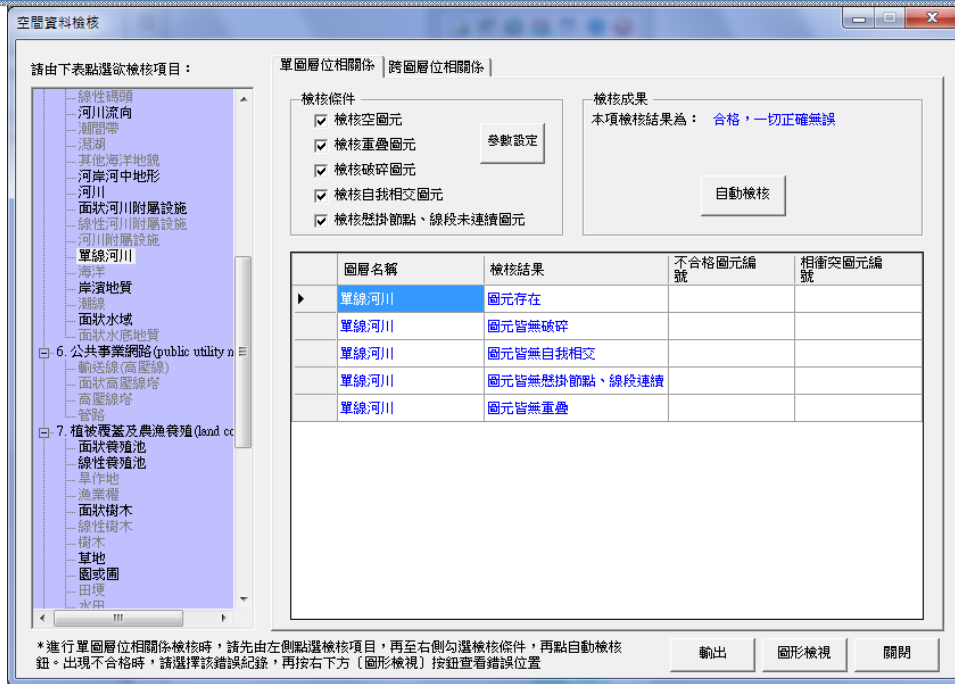 空間資料檢核
請由下表點選欲檢核項目：
線性碼頭
河川流向
潮間帶
潟湖
其他海洋地貌
河岸河中地形
河川
面狀河川附屬設施
線性河川附屬設施
河川附屬設施
單線河川
海洋
岸濱地質
潮線
面狀水域
面狀水底地質
6. 公共事業網路(public utility n
輸送線(高壓線)
面狀高壓線塔
高壓線塔
管路
7. 植被覆蓋及農漁養殖(land co
面狀養殖池
線性養殖池
旱作地
漁業權
面狀樹木
線性樹木
樹木
草地
園或圃
田埂
水田
單圖層位相關係
跨圖層位相關係
檢核條件
檢核空圖元
檢核重疊圖元
檢核破碎圖元
檢核自我相交圖元
檢核懸掛節點、線段未連續圖元
參數設定
檢核成果
本項檢核結果為： 合格，一切正確無誤
自動檢核
圖層名稱 檢核結果 不合格圖元編號 相衝突圖元編號
單線河川 圖元存在
單線河川 圖元皆無破碎
單線河川 圖元皆無自我相交
單線河川 圖元皆無懸掛節點、線段連續
單線河川 圖元皆無重疊
*進行單圖層位相關係檢核時，請先由左側點選檢核項目，再至右側勾選檢核條件，再點自動檢核
鈕。出現不合格時，請選擇該錯誤紀錄，再按右下方〔圖形檢視〕按鈕查看錯誤位置
輸出 圖形檢視 關閉